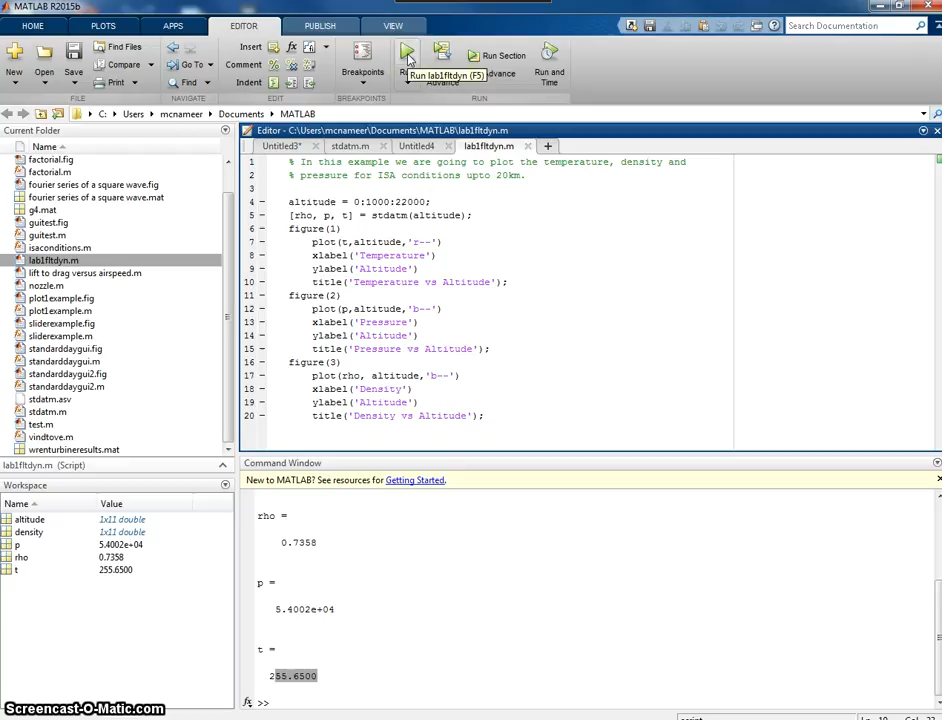 MATLAB R2015b
HOME PLOTS APPS EDITOR PUBLISH VIEW
Search Documentation
New Open Save
Find Files
Compare
Print
FILE
Go To
Find
NAVIGATE
Insert
Comment
Indent
EDIT
Breakpoints
BREAKPOINTS
Run Section
Run and Time
Run lab1fltdyn (F5)
Advance
RUN
C: Users mcnameer Documents MATLAB
Current Folder
Name
factorial.fig
factorial.m
fourier series of a square wave.fig
fourier series of a square wave.mat
g4.mat
guitest.fig
guitest.m
isaconditions.m
lab1fltdyn.m
lift to drag versus airspeed.m
nozzle.m
plot1example.fig
plot1example.m
sliderexample.fig
sliderexample.m
standarddaygui.fig
standarddaygui.m
standarddaygui2.fig
standarddaygui2.m
stdatm.asv
stdatm.m
test.m
vindtove.m
wrenturbineresults.mat
lab1fltdyn.m (Script)
Workspace
Name Value
altitude 1x11 double
density 1x11 double
p 5.4002e+04
rho 0.7358
t 255.6500
Editor - C:\Users\mcnameer\Documents\MATLAB\lab1fltdyn.m
Untitled3* stdatm.m Untitled4 lab1fltdyn.m
1 % In this example we are going to plot the temperature, density and
2 % pressure for ISA conditions upto 20km.
3
4 altitude = 0:1000:22000;
5 [rho, p, t] = stdatm(altitude);
6 figure(1)
7 plot(t,altitude,'r--')
8 xlabel('Temperature')
9 ylabel('Altitude')
10 title('Temperature vs Altitude');
11 figure(2)
12 plot(p,altitude,'b--')
13 xlabel('Pressure')
14 ylabel('Altitude')
15 title('Pressure vs Altitude');
16 figure(3)
17 plot(rho, altitude,'b--')
18 xlabel('Density')
19 ylabel('Altitude')
20 title('Density vs Altitude');
Command Window
New to MATLAB? See resources for Getting Started.
rho =
0.7358
p =
5.4002e+04
t =
255.6500
fx >>
Screencast-O-Matic.com